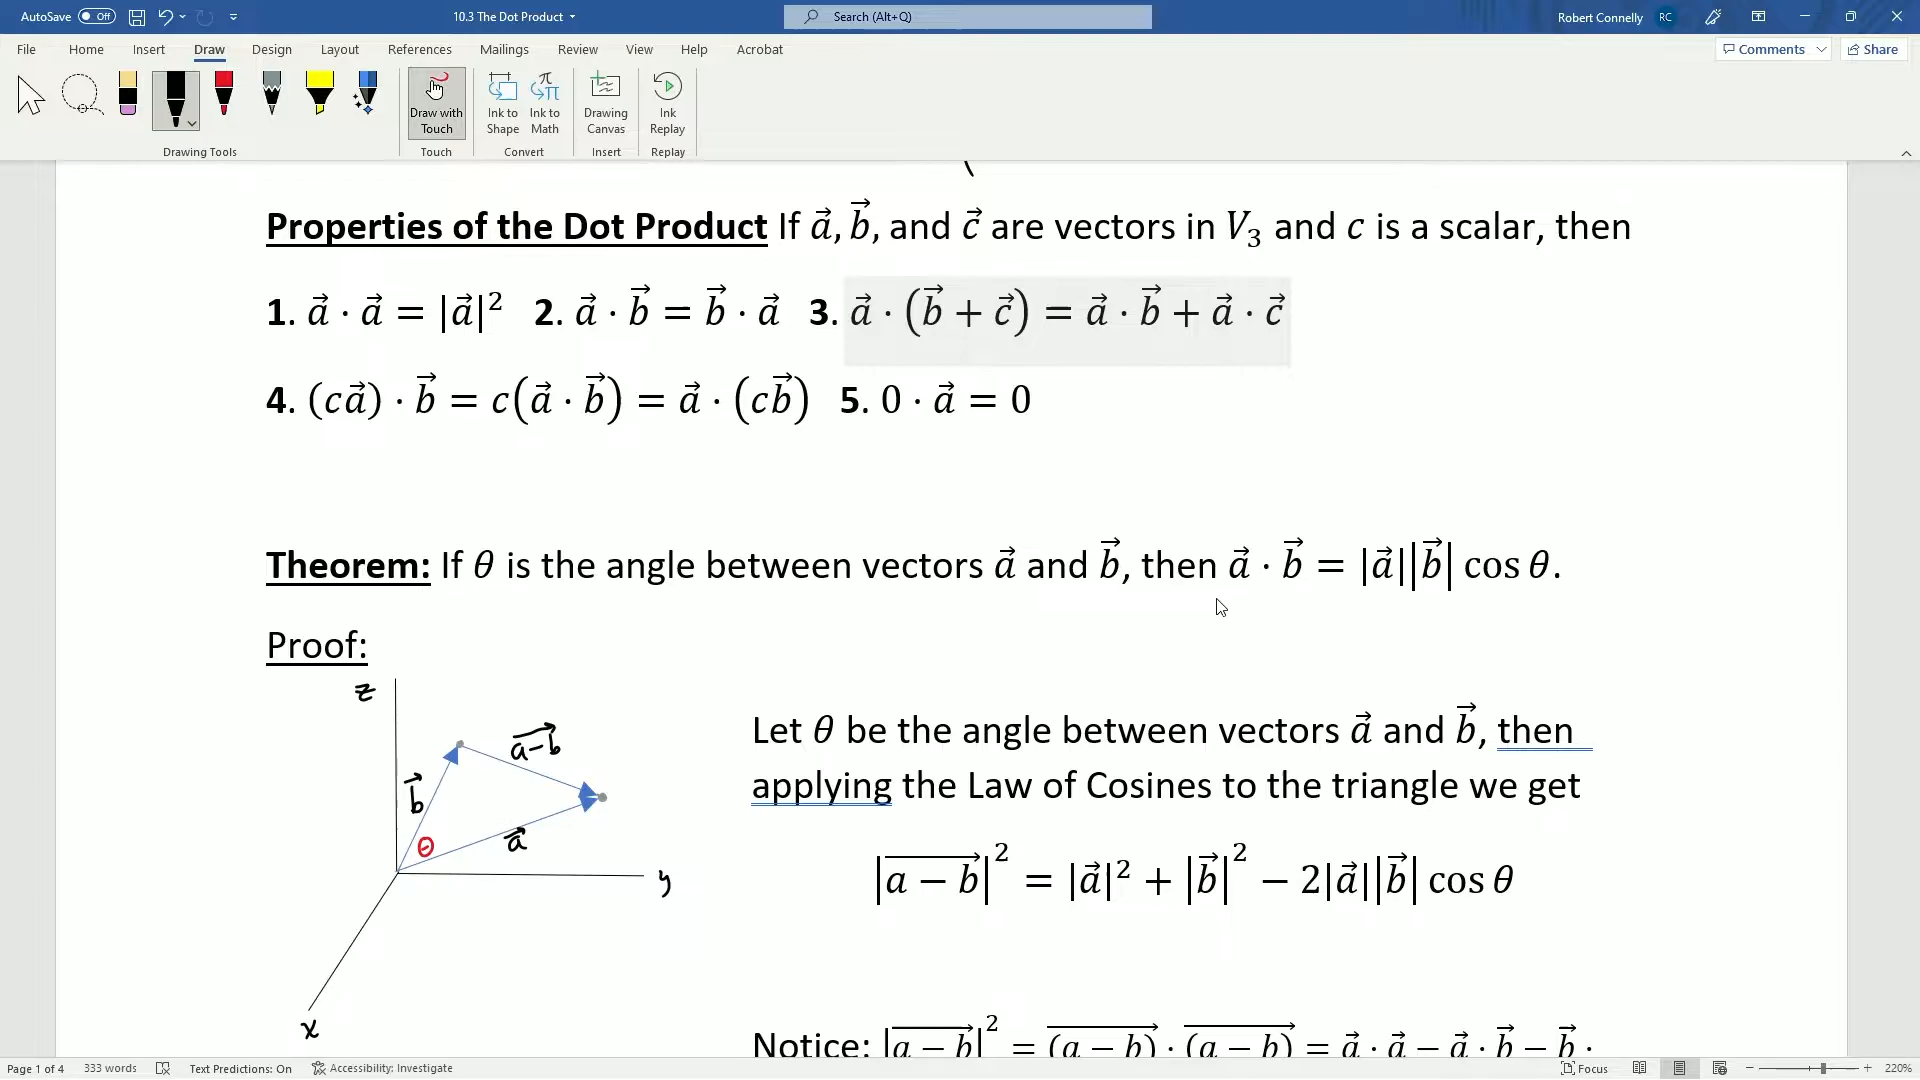 AutoSave Off 10.3 The Dot Product Search (Alt+Q) Robert Connelly RC
File Home Insert Draw Design Layout References Mailings Review View Help Acrobat Comments Share
Draw with Touch Ink to Shape Ink to Math Drawing Canvas Ink Replay
Drawing Tools Touch Convert Insert Replay
Properties of the Dot Product If a⃗, b⃗, and c⃗ are vectors in V₃ and c is a scalar, then
1. a⃗ · a⃗ = |a⃗|² 2. a⃗ · b⃗ = b⃗ · a⃗ 3. a⃗ · (b⃗ + c⃗) = a⃗ · b⃗ + a⃗ · c⃗
4. (ca⃗) · b⃗ = c(a⃗ · b⃗) = a⃗ · (cb⃗) 5. 0 · a⃗ = 0
Theorem: If θ is the angle between vectors a⃗ and b⃗, then a⃗ · b⃗ = |a⃗||b⃗| cos θ.
Proof:
z
a−b
b⃗
θ
a⃗
y
x
Let θ be the angle between vectors a⃗ and b⃗, then
applying the Law of Cosines to the triangle we get
|a − b|² = |a⃗|² + |b⃗|² − 2|a⃗||b⃗| cos θ
Notice: |a − b|² = (a − b) · (a − b) = a⃗ · a⃗ − a⃗ · b⃗ − b⃗ ·
Page 1 of 4 333 words Text Predictions: On Accessibility: Investigate Focus 220%